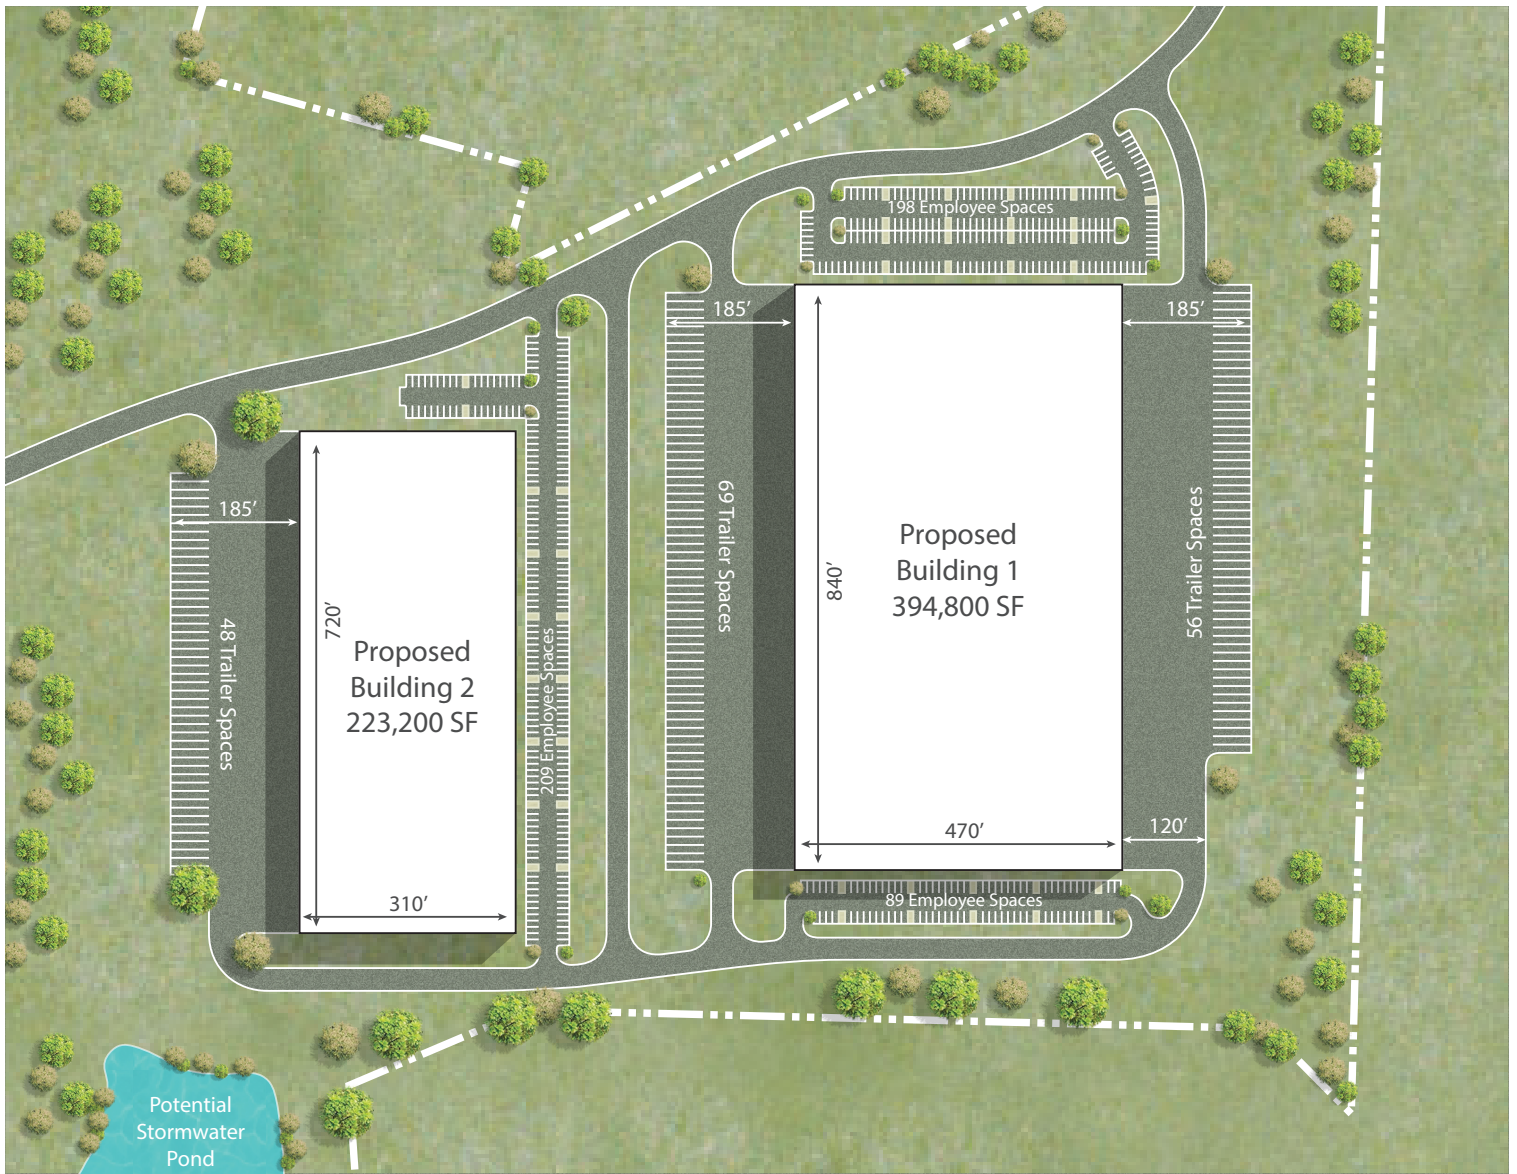 198 Employee Spaces
185’
185’
185’
69 Trailer Spaces
56 Trailer Spaces
Proposed
Building 1
394,800 SF
840’
720’
48 Trailer Spaces
Proposed
Building 2
223,200 SF
209 Employee Spaces
470’
120’
310’
89 Employee Spaces
Potential
Stormwater
Pond